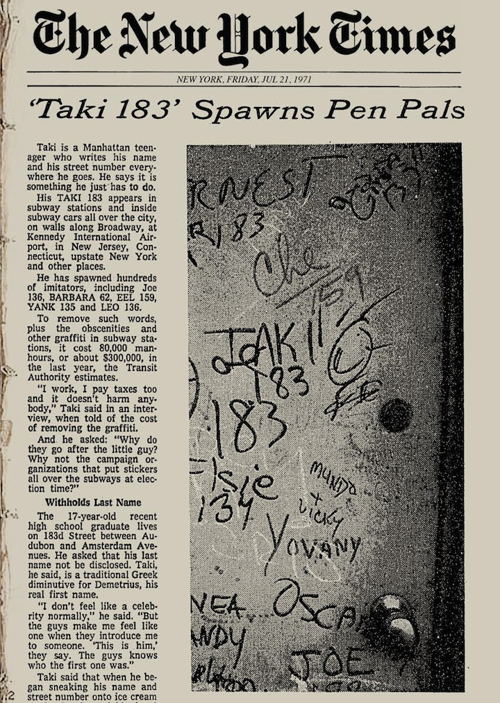 The New York Times
NEW YORK, FRIDAY, JUL 21, 1971
'Taki 183' Spawns Pen Pals
Taki is a Manhattan teen-
ager who writes his name
and his street number every-
where he goes. He says it is
something he just has to do.
His TAKI 183 appears in
subway stations and inside
subway cars all over the city,
on walls along Broadway, at
Kennedy International Air-
port, in New Jersey, Con-
necticut, upstate New York
and other places.
He has spawned hundreds
of imitators, including Joe
136, BARBARA 62, EEL 159,
YANK 135 and LEO 136.
To remove such words,
plus the obscenities and
other graffiti in subway sta-
tions, it cost 80,000 man-
hours, or about $300,000, in
the last year, the Transit
Authority estimates.
"I work, I pay taxes too
and it doesn't harm any-
body," Taki said in an inter-
view, when told of the cost
of removing the graffiti.
And he asked: "Why do
they go after the little guy?
Why not the campaign or-
ganizations that put stickers
all over the subways at elec-
tion time?"
Withholds Last Name
The 17-year-old recent
high school graduate lives
on 183d Street between Au-
dubon and Amsterdam Ave-
nues. He asked that his last
name not be disclosed. Taki,
he said, is a traditional Greek
diminutive for Demetrius, his
real first name.
"I don't feel like a celeb-
rity normally," he said. "But
the guys make me feel like
one when they introduce me
to someone. 'This is him,'
they say. The guys knows
who the first one was."
Taki said that when he be-
gan sneaking his name and
street number onto ice cream
RNEST
183
Che
159
TAKI
183
183
Elsie
134
MUNDO
+
VICKY
YOVANY
NEA
OSCA
NDY
JOE